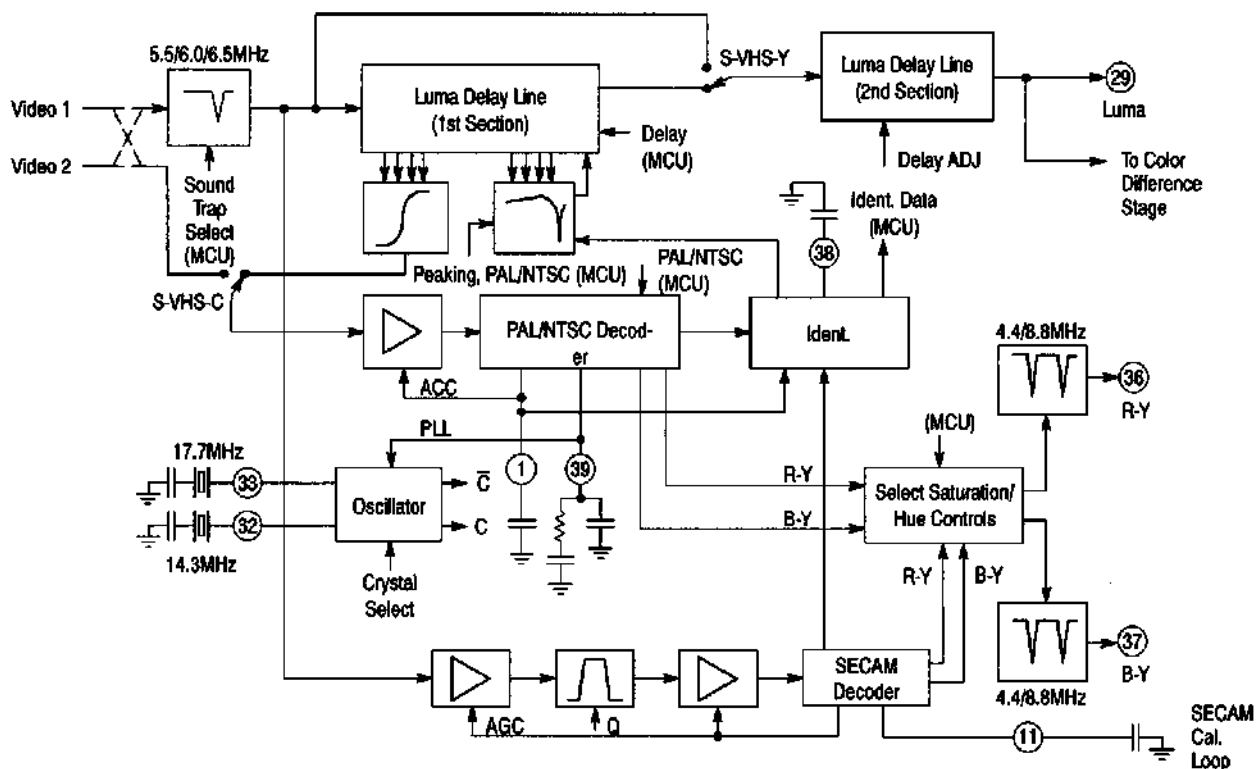 5.5/6.0/6.5MHz
Video 1
Video 2
Sound
Trap
Select
(MCU)
Luma Delay Line
(1st Section)
S-VHS-Y
Luma Delay Line
(2nd Section)
29
Luma
Delay
(MCU)
Delay ADJ
To Color
Difference
Stage
Ident. Data
(MCU)
38
Peaking, PAL/NTSC (MCU)
PAL/NTSC
(MCU)
S-VHS-C
PAL/NTSC Decod-
er
Ident.
4.4/8.8MHz
36
R-Y
ACC
PLL
17.7MHz
33
Oscillator
C̅
C
32
14.3MHz
Crystal
Select
1
39
R-Y
B-Y
(MCU)
Select Saturation/
Hue Controls
R-Y
B-Y
37
B-Y
4.4/8.8MHz
SECAM
Decoder
AGC
Q
11
SECAM
Cal.
Loop